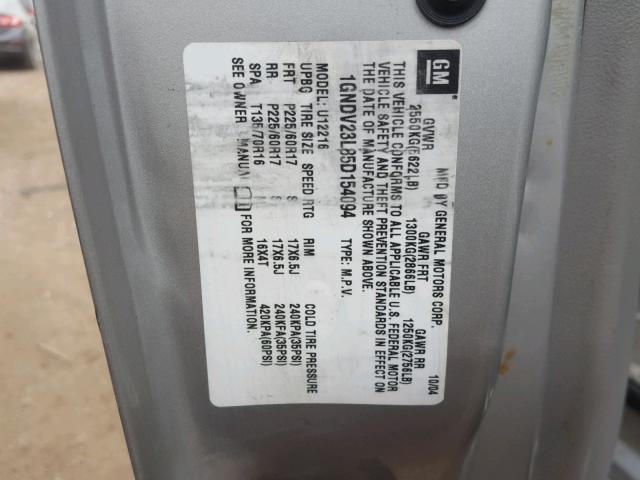 GM
MFD BY GENERAL MOTORS CORP. 10/04
GVWR GAWR FRT GAWR RR
2550KG(5622LB) 1300KG(2866LB) 1250KG(2756LB)
THIS VEHICLE CONFORMS TO ALL APPLICABLE U.S. FEDERAL MOTOR
VEHICLE SAFETY AND THEFT PREVENTION STANDARDS IN EFFECT ON
THE DATE OF MANUFACTURE SHOWN ABOVE.
1GNDV23L05D154094 TYPE: M.P.V.
MODEL: U12216
UPBG TIRE SIZE SPEED RTG RIM COLD TIRE PRESSURE
FRT P225/60R17 S 17X6.5J 240KPA(35PSI)
RR P225/60R17 S 17X6.5J 240KPA(35PSI)
SPA T135/70R16 16X4T 420KPA(60PSI)
SEE OWNER MANUAL FOR MORE INFORMATION.